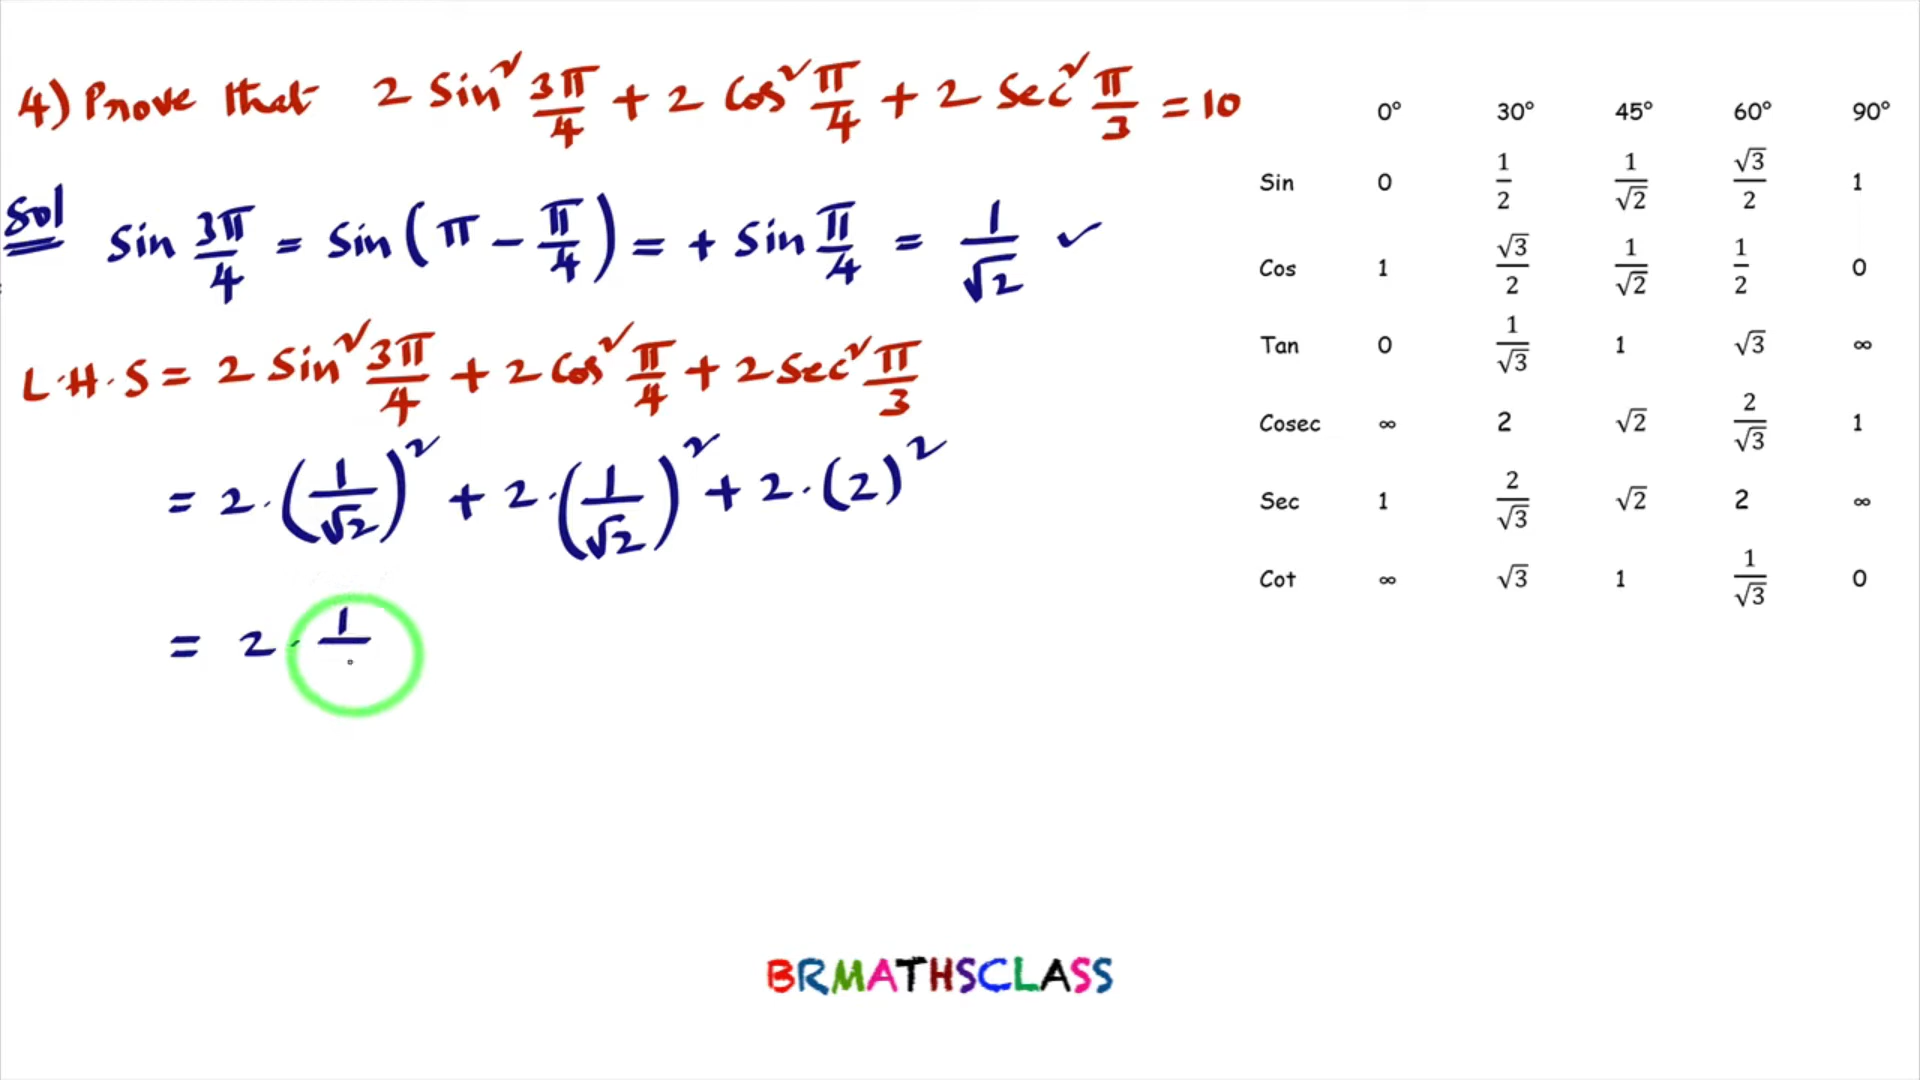 4) Prove that 2 Sin² 3π/4 + 2 Cos² π/4 + 2 Sec² π/3 = 10
Sol Sin 3π/4 = Sin(π - π/4) = + Sin π/4 = 1/√2 ✓
L.H.S = 2 Sin² 3π/4 + 2 Cos² π/4 + 2 Sec² π/3
= 2·(1/√2)² + 2·(1/√2)² + 2·(2)²
= 2· 1
0° 30° 45° 60° 90°
Sin 0 1/2 1/√2 √3/2 1
Cos 1 √3/2 1/√2 1/2 0
Tan 0 1/√3 1 √3 ∞
Cosec ∞ 2 √2 2/√3 1
Sec 1 2/√3 √2 2 ∞
Cot ∞ √3 1 1/√3 0
BRMATHSCLASS